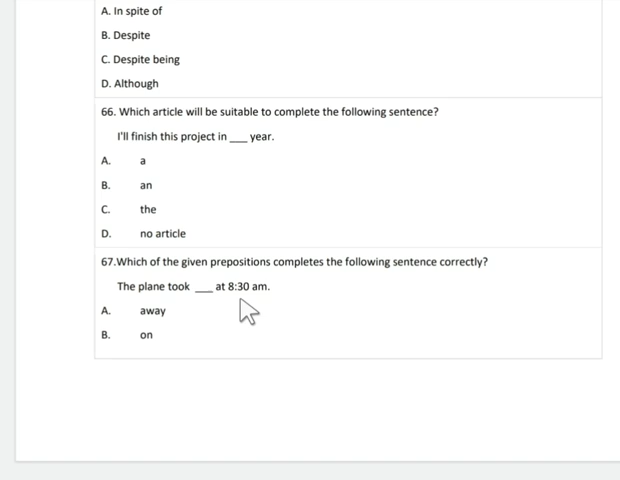 A. In spite of
B. Despite
C. Despite being
D. Although
66. Which article will be suitable to complete the following sentence?
I'll finish this project in ___ year.
A. a
B. an
C. the
D. no article
67.Which of the given prepositions completes the following sentence correctly?
The plane took ___ at 8:30 am.
A. away
B. on